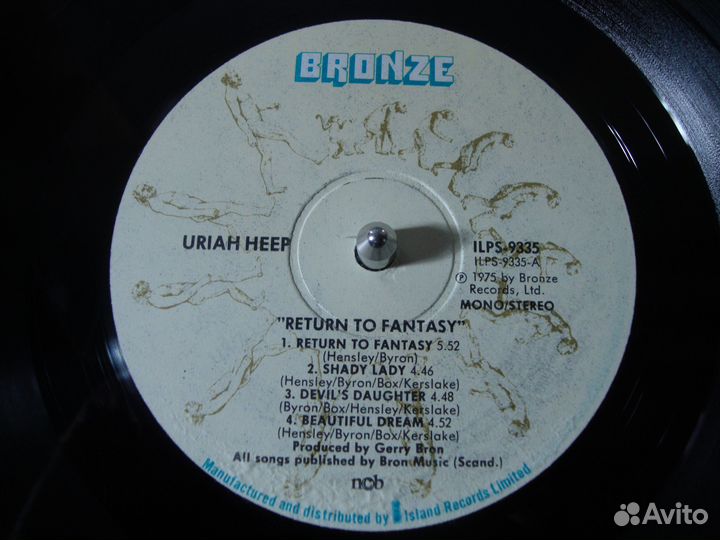 BRONZE
URIAH HEEP
ILPS-9335
ILPS-9335-A
℗ 1975 by Bronze
Records, Ltd.
MONO/STEREO
"RETURN TO FANTASY"
1. RETURN TO FANTASY 5.52
(Hensley/Byron)
2. SHADY LADY 4.46
(Hensley/Byron/Box/Kerslake)
3. DEVIL'S DAUGHTER 4.48
(Byron/Box/Hensley/Kerslake)
4. BEAUTIFUL DREAM 4.52
(Hensley/Byron/Box/Kerslake)
Produced by Gerry Bron
All songs published by Bron Music (Scand.)
ncb
Manufactured and distributed by Island Records Limited
Avito